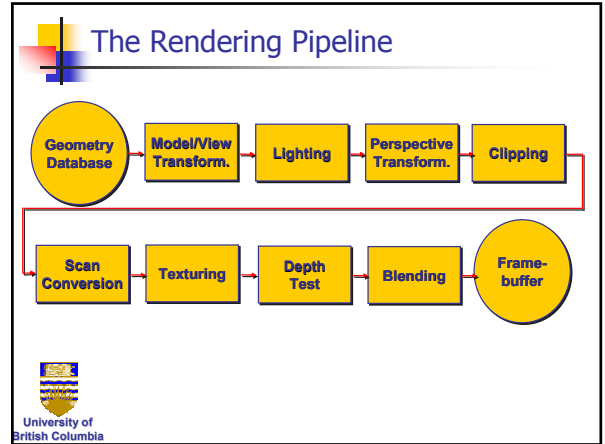 The Rendering Pipeline
Geometry
Database
Model/View
Transform.
Lighting
Perspective
Transform.
Clipping
Scan
Conversion
Texturing
Depth
Test
Blending
Frame-
buffer
University of
British Columbia